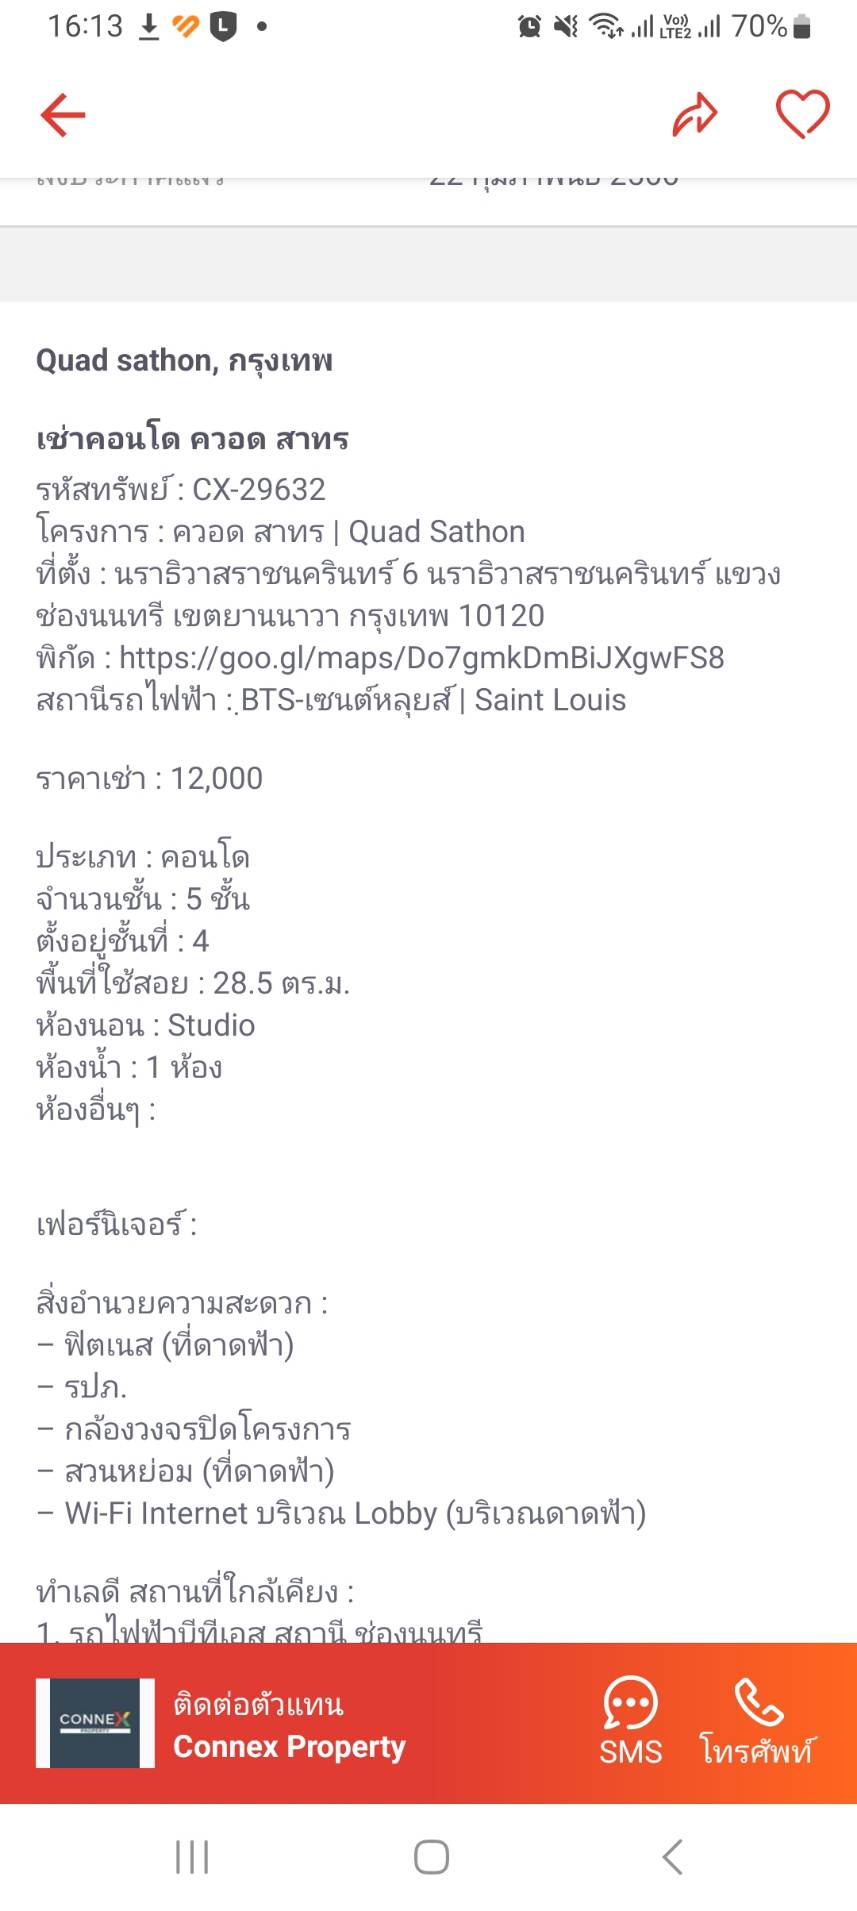 16:13
Vo))
LTE2
70%
Quad sathon, กรุงเทพ
เช่าคอนโด ควอด สาทร
รหัสทรัพย์ : CX-29632
โครงการ : ควอด สาทร | Quad Sathon
ที่ตั้ง : นราธิวาสราชนครินทร์ 6 นราธิวาสราชนครินทร์ แขวง
ช่องนนทรี เขตยานนาวา กรุงเทพ 10120
พิกัด : https://goo.gl/maps/Do7gmkDmBiJXgwFS8
สถานีรถไฟฟ้า : ฺBTS-เซนต์หลุยส์ | Saint Louis
ราคาเช่า : 12,000
ประเภท : คอนโด
จำนวนชั้น : 5 ชั้น
ตั้งอยู่ชั้นที่ : 4
พื้นที่ใช้สอย : 28.5 ตร.ม.
ห้องนอน : Studio
ห้องน้ำ : 1 ห้อง
ห้องอื่นๆ :
เฟอร์นิเจอร์ :
สิ่งอำนวยความสะดวก :
– ฟิตเนส (ที่ดาดฟ้า)
– รปภ.
– กล้องวงจรปิดโครงการ
– สวนหย่อม (ที่ดาดฟ้า)
– Wi-Fi Internet บริเวณ Lobby (บริเวณดาดฟ้า)
ทำเลดี สถานที่ใกล้เคียง :
1. รถไฟฟ้าบีทีเอส สถานี ช่องนนทรี
CONNEX
PROPERTY
ติดต่อตัวแทน
Connex Property
SMS
โทรศัพท์